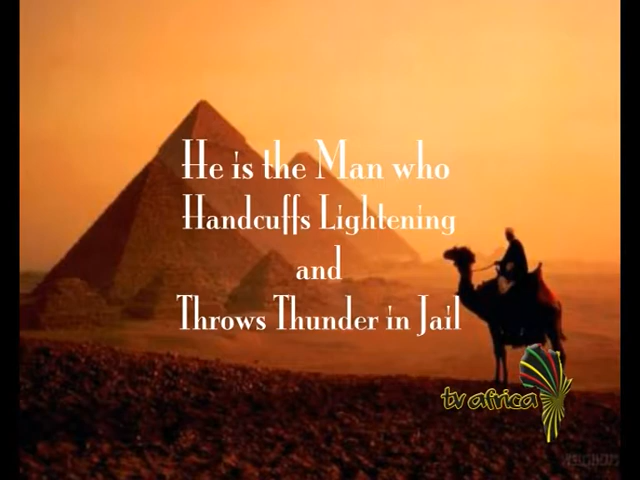 He is the Man who
Handcuffs Lightening
and
Throws Thunder in Jail
tv africa